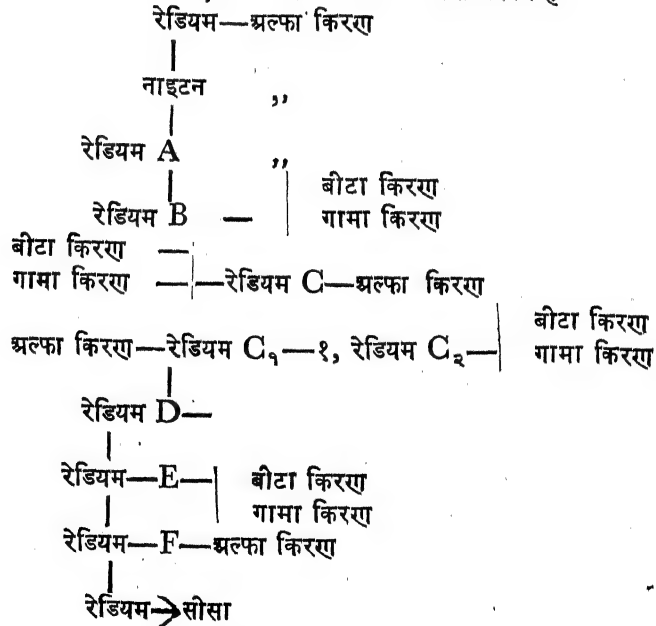 रेडियम—अल्फा किरण
नाइटन ,,
रेडियम A ,,
रेडियम B — बीटा किरण
गामा किरण
बीटा किरण —
गामा किरण — —रेडियम C—अल्फा किरण
अल्फा किरण—रेडियम C₁—१, रेडियम C₂— बीटा किरण
गामा किरण
रेडियम D—
रेडियम—E— बीटा किरण
गामा किरण
रेडियम—F—अल्फा किरण
रेडियम→सीसा